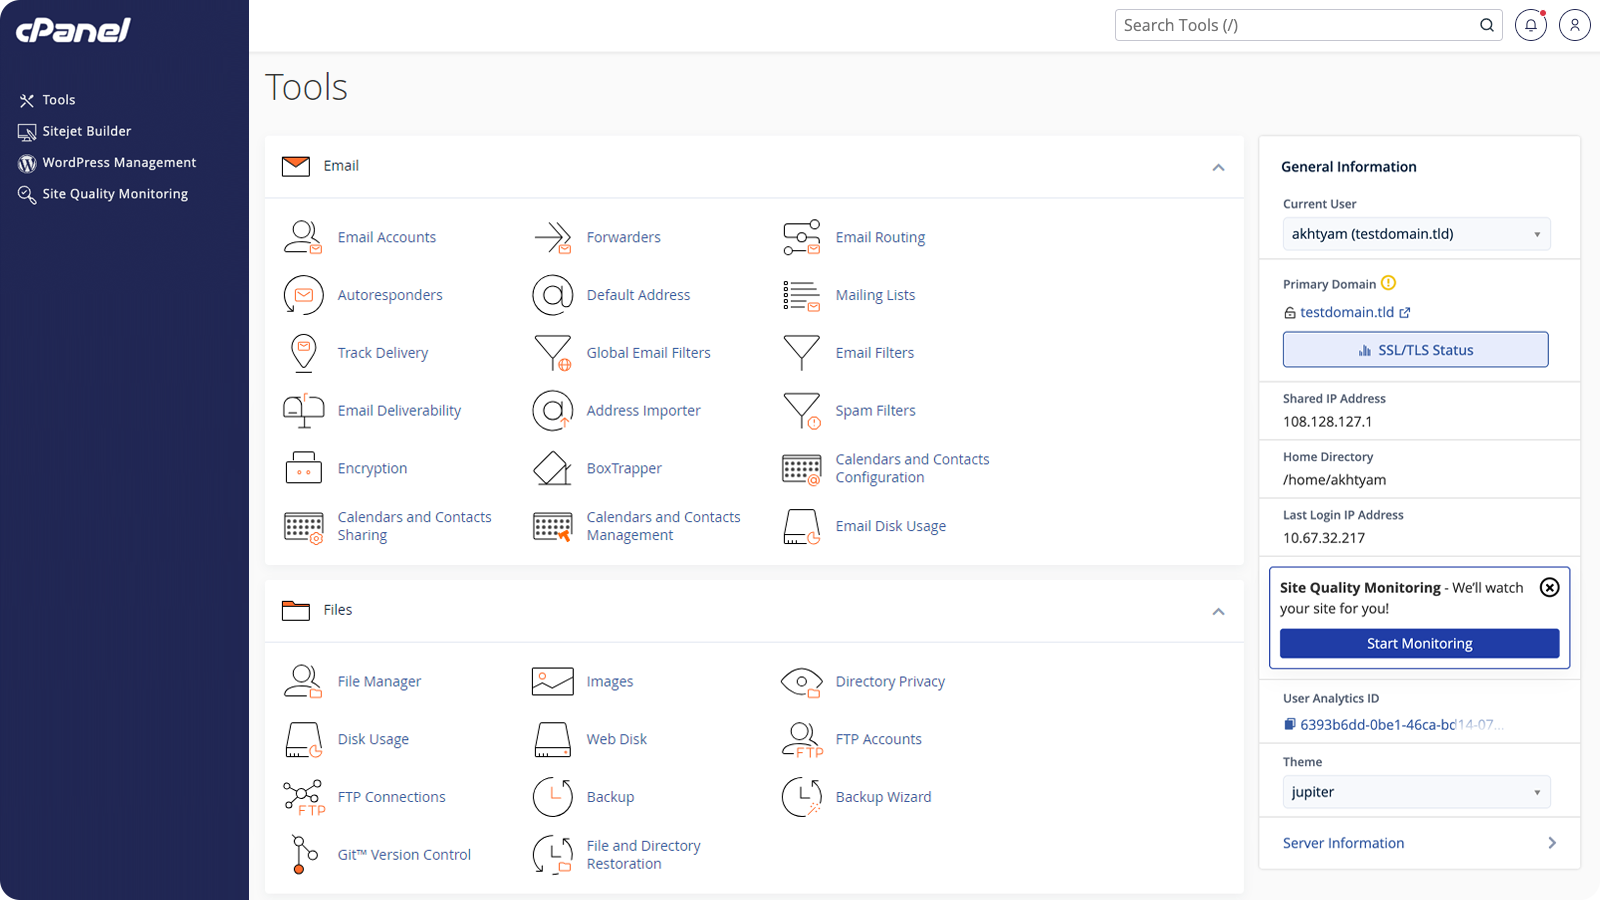 cPanel
Search Tools (/)
Tools
Sitejet Builder
WordPress Management
Site Quality Monitoring
Tools
Email
Email Accounts
Forwarders
Email Routing
Autoresponders
Default Address
Mailing Lists
Track Delivery
Global Email Filters
Email Filters
Email Deliverability
Address Importer
Spam Filters
Encryption
BoxTrapper
Calendars and Contacts
Configuration
Calendars and Contacts
Sharing
Calendars and Contacts
Management
Email Disk Usage
Files
File Manager
Images
Directory Privacy
Disk Usage
Web Disk
FTP
FTP Accounts
FTP
FTP Connections
Backup
Backup Wizard
Git™ Version Control
File and Directory
Restoration
General Information
Current User
akhtyam (testdomain.tld)
Primary Domain
testdomain.tld
SSL/TLS Status
Shared IP Address
108.128.127.1
Home Directory
/home/akhtyam
Last Login IP Address
10.67.32.217
Site Quality Monitoring - We'll watch
your site for you!
Start Monitoring
User Analytics ID
6393b6dd-0be1-46ca-bd14-07...
Theme
jupiter
Server Information